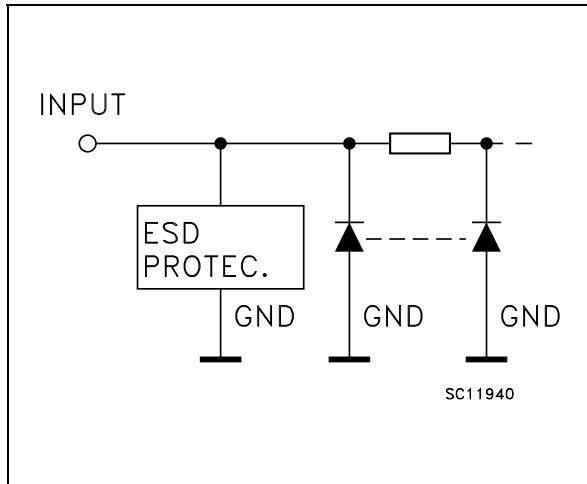 INPUT
ESD
PROTEC.
GND
GND
GND
SC11940